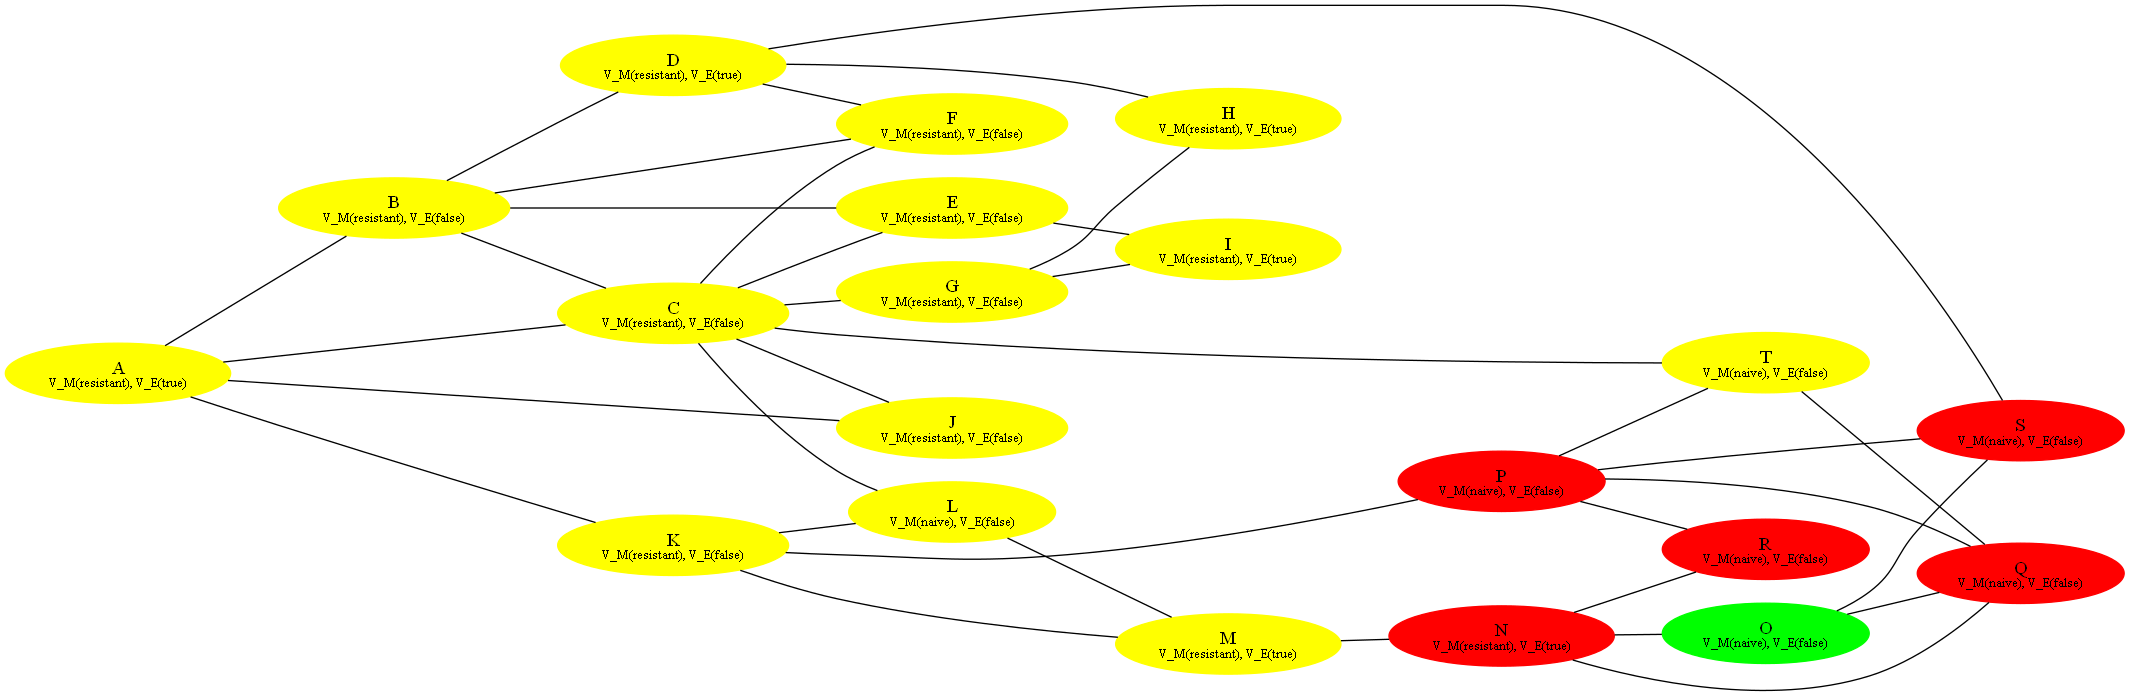 D
V_M(resistant), V_E(true)
F
V_M(resistant), V_E(false)
H
V_M(resistant), V_E(true)
B
V_M(resistant), V_E(false)
E
V_M(resistant), V_E(false)
I
V_M(resistant), V_E(true)
G
V_M(resistant), V_E(false)
C
V_M(resistant), V_E(false)
T
V_M(naive), V_E(false)
A
V_M(resistant), V_E(true)
J
V_M(resistant), V_E(false)
S
V_M(naive), V_E(false)
P
V_M(naive), V_E(false)
L
V_M(naive), V_E(false)
K
V_M(resistant), V_E(false)
R
V_M(naive), V_E(false)
Q
V_M(naive), V_E(false)
M
V_M(resistant), V_E(true)
N
V_M(resistant), V_E(true)
O
V_M(naive), V_E(false)